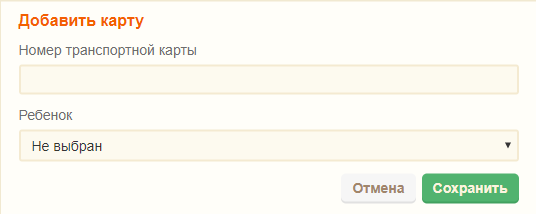 Добавить карту
Номер транспортной карты
Ребенок
Не выбран
Отмена Сохранить